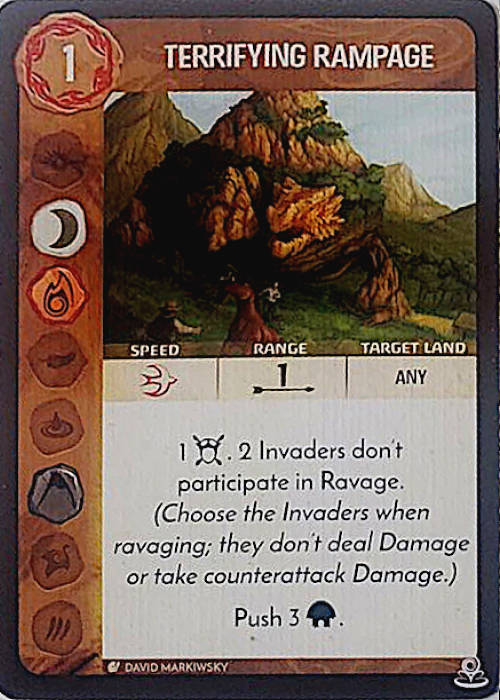 1
TERRIFYING RAMPAGE
SPEED RANGE TARGET LAND
1 ANY
1 . 2 Invaders don't
participate in Ravage.
(Choose the Invaders when
ravaging; they don't deal Damage
or take counterattack Damage.)
Push 3 .
DAVID MARKIWSKY